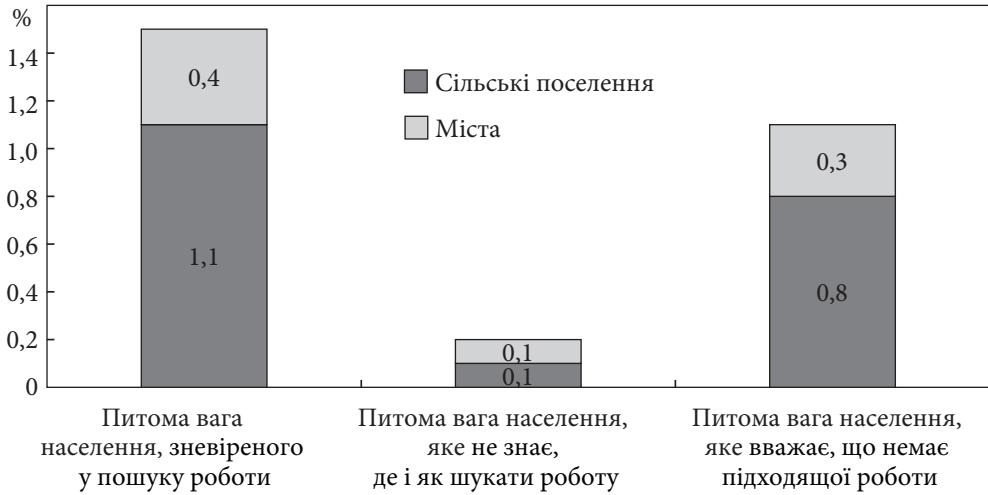 %
1,4
1,2
1,0
0,8
0,6
0,4
0,2
0
0,4
1,1
0,1
0,1
0,3
0,8
Сільські поселення
Міста
Питома вага
населення, зневіреного
у пошуку роботи
Питома вага населення,
яке не знає,
де і як шукати роботу
Питома вага населення,
яке вважає, що немає
підходящої роботи